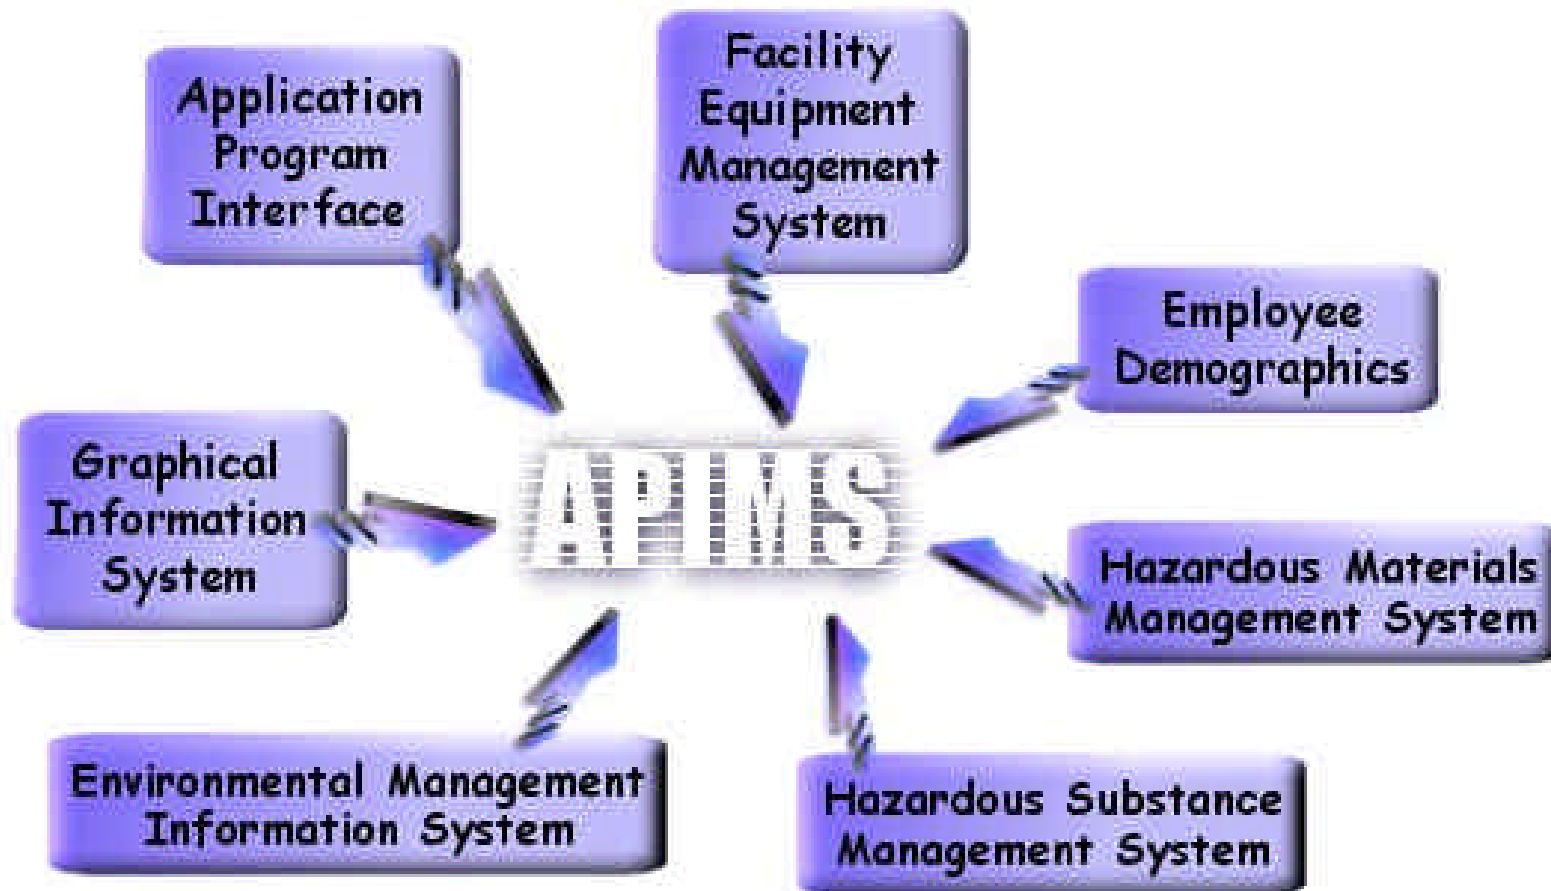 Application
Program
Interface
Facility
Equipment
Management
System
Employee
Demographics
Graphical
Information
System
APIMS
Hazardous Materials
Management System
Environmental Management
Information System
Hazardous Substance
Management System